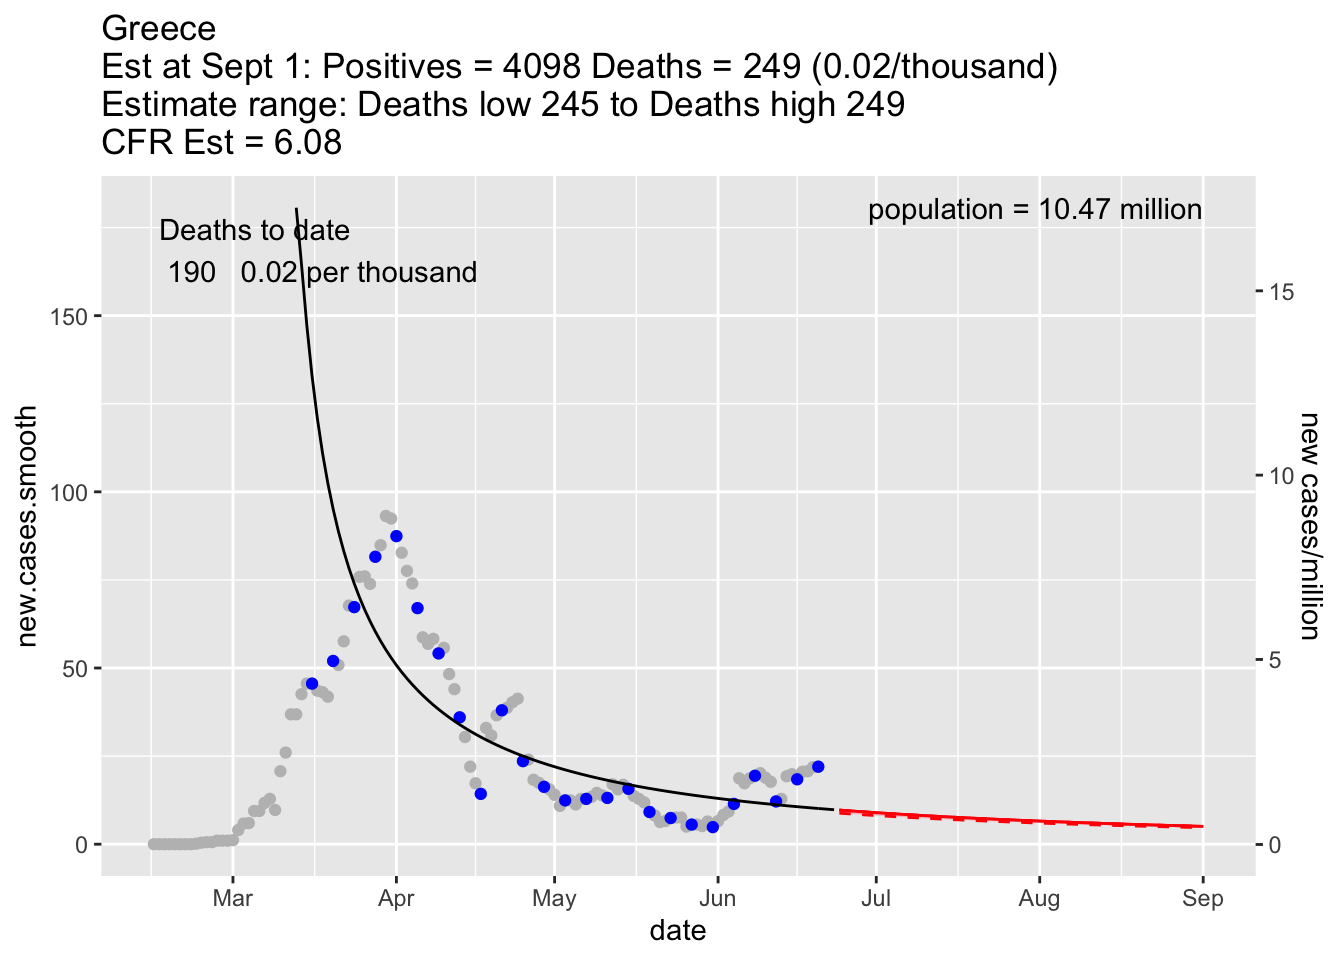 Greece
Est at Sept 1: Positives = 4098 Deaths = 249 (0.02/thousand)
Estimate range: Deaths low 245 to Deaths high 249
CFR Est = 6.08
population = 10.47 million
Deaths to date
190 0.02 per thousand
150
100
50
0
new.cases.smooth
15
10
5
0
new cases/million
Mar Apr May Jun Jul Aug Sep
date